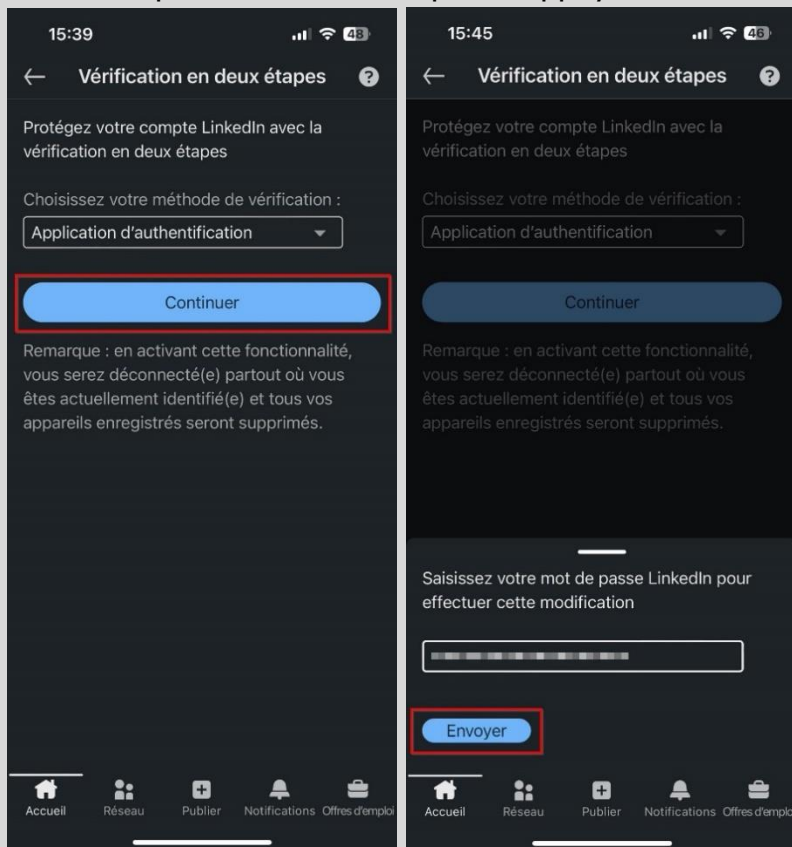 15:39
48
Vérification en deux étapes
?
Protégez votre compte LinkedIn avec la
vérification en deux étapes
Choisissez votre méthode de vérification :
Application d'authentification
Continuer
Remarque : en activant cette fonctionnalité,
vous serez déconnecté(e) partout où vous
êtes actuellement identifié(e) et tous vos
appareils enregistrés seront supprimés.
Accueil Réseau Publier Notifications Offres d'emploi
15:45
46
Vérification en deux étapes
?
Protégez votre compte LinkedIn avec la
vérification en deux étapes
Choisissez votre méthode de vérification :
Application d'authentification
Continuer
Remarque : en activant cette fonctionnalité,
vous serez déconnecté(e) partout où vous
êtes actuellement identifié(e) et tous vos
appareils enregistrés seront supprimés.
Saisissez votre mot de passe LinkedIn pour
effectuer cette modification
Envoyer
Accueil Réseau Publier Notifications Offres d'emploi